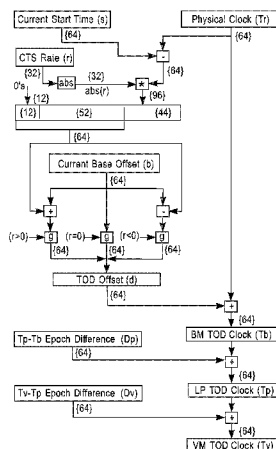 Current Start Time (s)
Physical Clock (Tr)
{64}
{64}
-
CTS Rate (r)
{32}
{32}
{64}
abs
*
0's
abs(r)
{12}
{96}
{12}
{52}
{44}
{64}
Current Base Offset (b)
{64}
+
-
(r>0)
g
(r=0)
g
(r<0)
g
{64}
{64}
{64}
TOD Offset (d)
{64}
+
{64}
BM TOD Clock (Tb)
Tp-Tb Epoch Difference (Dp)
{64}
+
{64}
LP TOD Clock (Tp)
Tv-Tp Epoch Difference (Dv)
{64}
+
{64}
VM TOD Clock (Tv)